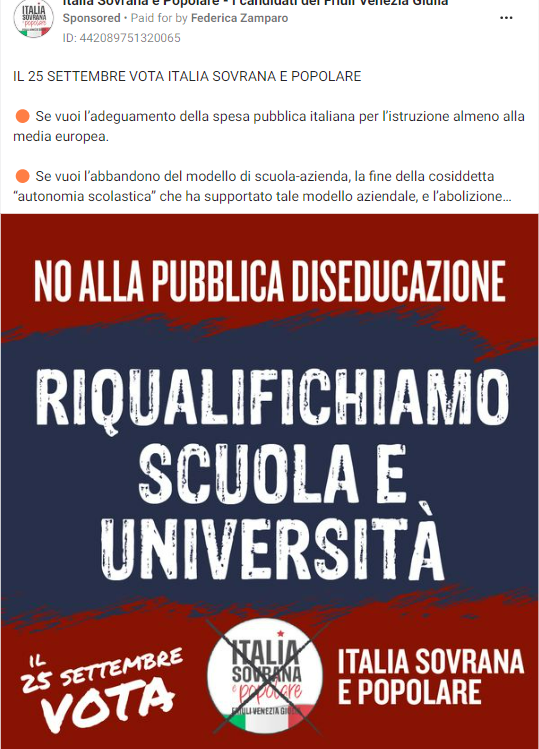 Italia Sovrana e Popolare - I candidati del Friuli Venezia Giulia
Sponsored • Paid for by Federica Zamparo
ID: 442089751320065
IL 25 SETTEMBRE VOTA ITALIA SOVRANA E POPOLARE
Se vuoi l'adeguamento della spesa pubblica italiana per l'istruzione almeno alla
media europea.
Se vuoi l'abbandono del modello di scuola-azienda, la fine della cosiddetta
“autonomia scolastica” che ha supportato tale modello aziendale, e l'abolizione...
NO ALLA PUBBLICA DISEDUCAZIONE
RIQUALIFICHIAMO
SCUOLA E
UNIVERSITÀ
IL
25 SETTEMBRE
VOTA
ITALIA
SOVRANA
e popolare
FRIULI VENEZIA GIULIA
ITALIA SOVRANA
E POPOLARE